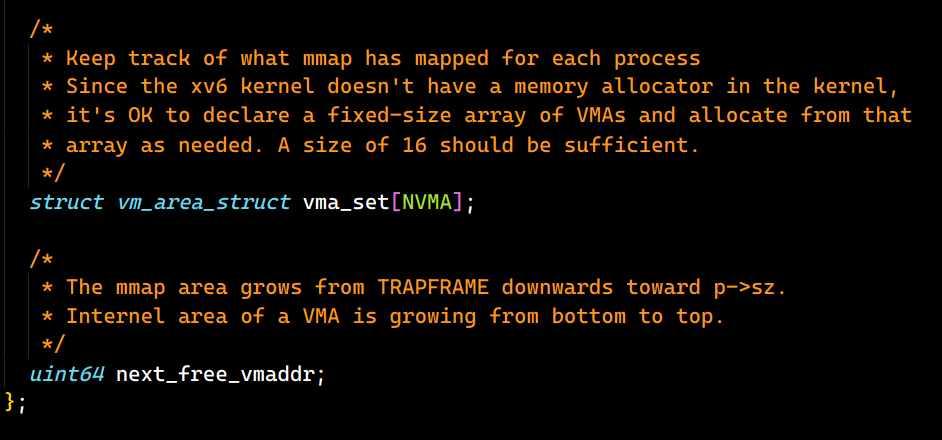 /*
* Keep track of what mmap has mapped for each process
* Since the xv6 kernel doesn't have a memory allocator in the kernel,
* it's OK to declare a fixed-size array of VMAs and allocate from that
* array as needed. A size of 16 should be sufficient.
*/
struct vm_area_struct vma_set[NVMA];
/*
* The mmap area grows from TRAPFRAME downwards toward p->sz.
* Internel area of a VMA is growing from bottom to top.
*/
uint64 next_free_vmaddr;
};